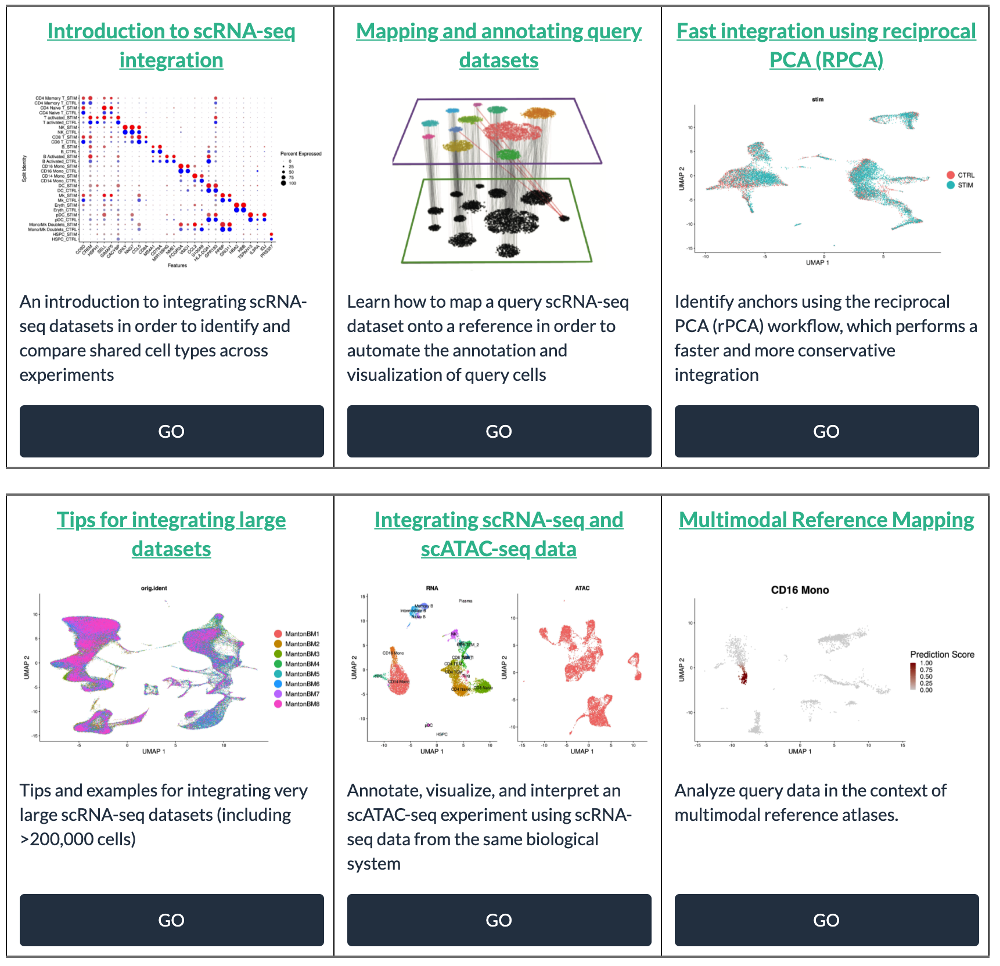 Introduction to scRNA-seq
integration
CD4 Memory T_STIM
CD4 Memory T_CTRL
CD4 Naive T_STIM
CD4 Naive T_CTRL
T activated_STIM
T activated_CTRL
NK_STIM
NK_CTRL
CD8 T_STIM
CD8 T_CTRL
B_STIM
B_CTRL
B Activated_STIM
B Activated_CTRL
CD16 Mono_STIM
CD16 Mono_CTRL
CD14 Mono_STIM
CD14 Mono_CTRL
DC_STIM
DC_CTRL
Mk_STIM
Mk_CTRL
Eryth_STIM
Eryth_CTRL
pDC_STIM
pDC_CTRL
Mono/Mk Doublets_STIM
Mono/Mk Doublets_CTRL
HSPC_STIM
HSPC_CTRL
Split Identity
CD3D CREM HSPH1 SELL GIMAP5 CACYBP GNLY NKG7 CCL5 CD8A MS4A1 CD79A MIR155HG NME1 FCGR3A VMO1 CCL2 S100A9 HLA-DQA1 GPR183 PPBP GNG11 HBA2 HBB TSPAN13 IL3RA IGJ PRSS57
Features
Percent Expressed
0
25
50
75
100
An introduction to integrating scRNA-
seq datasets in order to identify and
compare shared cell types across
experiments
GO
Mapping and annotating query
datasets
Learn how to map a query scRNA-seq
dataset onto a reference in order to
automate the annotation and
visualization of query cells
GO
Fast integration using reciprocal
PCA (RPCA)
stim
10
5
0
-5
-10
-15
UMAP 2
-10 -5 0 5
UMAP 1
CTRL
STIM
Identify anchors using the reciprocal
PCA (rPCA) workflow, which performs a
faster and more conservative
integration
GO
Tips for integrating large
datasets
orig.ident
10
5
0
-5
-10
-15
UMAP 2
-5 0 5 10
UMAP 1
MantonBM1
MantonBM2
MantonBM3
MantonBM4
MantonBM5
MantonBM6
MantonBM7
MantonBM8
Tips and examples for integrating very
large scRNA-seq datasets (including
>200,000 cells)
GO
Integrating scRNA-seq and
scATAC-seq data
RNA
15
10
5
0
-5
-10
UMAP 2
Plasma
Memory B
Intermediate B
Naive B
NK
CD8 TEM_2
CD16 Mono
CD4 TEM
CD4 TCM
Treg
cDC
CD14 Mono
CD4 Naive
CD8 Naive
pDC
HSPC
-10 -5 0 5 10
UMAP 1
ATAC
10
5
0
-5
-10
UMAP 2
-15 -10 -5 0 5 10
UMAP 1
Annotate, visualize, and interpret an
scATAC-seq experiment using scRNA-
seq data from the same biological
system
GO
Multimodal Reference Mapping
CD16 Mono
10
0
-10
UMAP 2
-15 -10 -5 0 5 10 15
UMAP 1
Prediction Score
1.00
0.75
0.50
0.25
0.00
Analyze query data in the context of
multimodal reference atlases.
GO